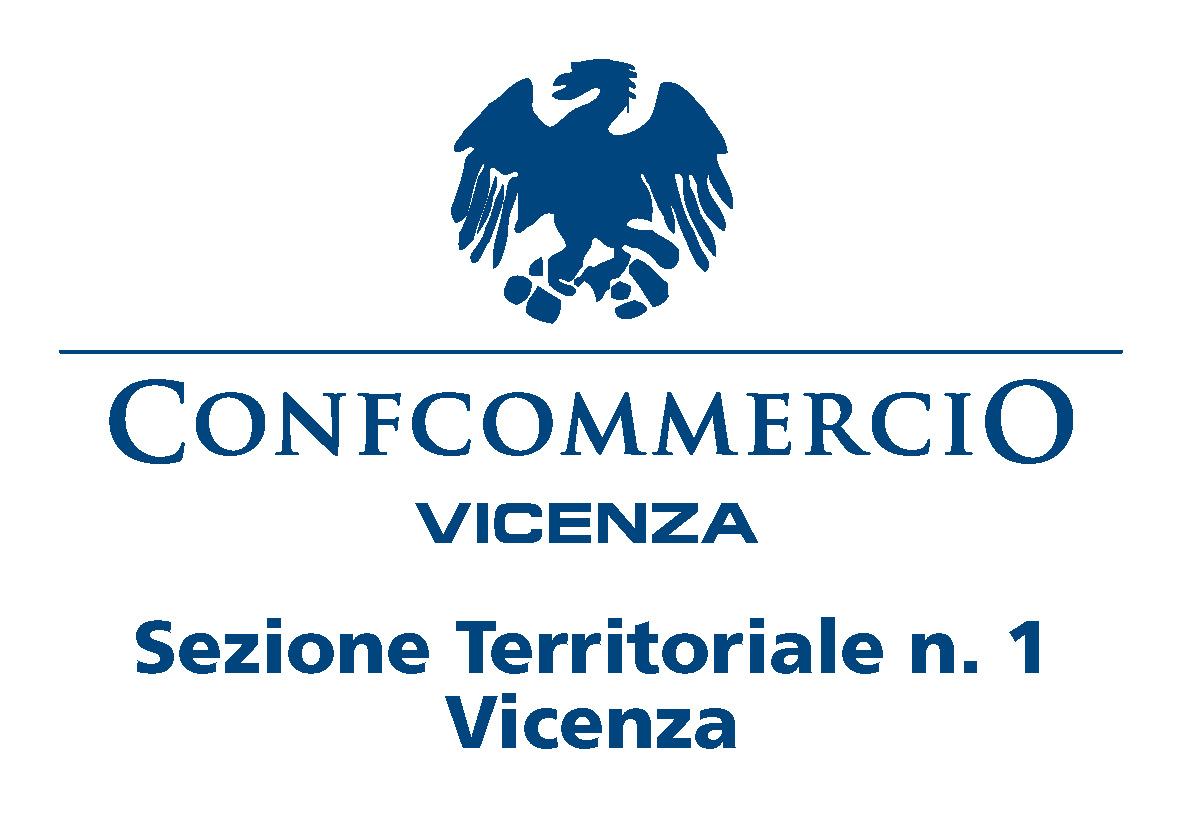 CONFCOMMERCIO
VICENZA
Sezione Territoriale n. 1
Vicenza